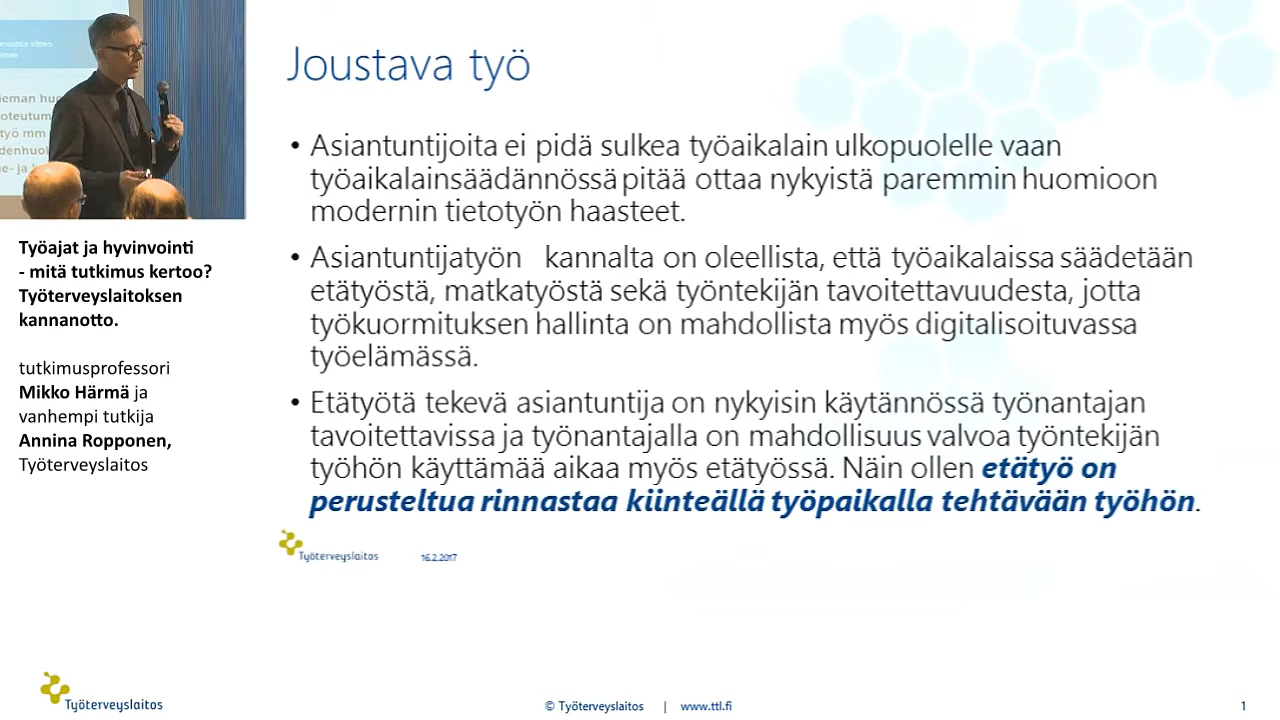 Joustava työ
• Asiantuntijoita ei pidä sulkea työaikalain ulkopuolelle vaan
työaikalainsäädännössä pitää ottaa nykyistä paremmin huomioon
modernin tietotyön haasteet.
• Asiantuntijatyön kannalta on oleellista, että työaikalaissa säädetään
etätyöstä, matkatyöstä sekä työntekijän tavoitettavuudesta, jotta
työkuormituksen hallinta on mahdollista myös digitalisoituvassa
työelämässä.
• Etätyötä tekevä asiantuntija on nykyisin käytännössä työnantajan
tavoitettavissa ja työnantajalla on mahdollisuus valvoa työntekijän
työhön käyttämää aikaa myös etätyössä. Näin ollen etätyö on
perusteltua rinnastaa kiinteällä työpaikalla tehtävään työhön.
Työterveyslaitos 16.2.2017
Työajat ja hyvinvointi
- mitä tutkimus kertoo?
Työterveyslaitoksen
kannanotto.
tutkimusprofessori
Mikko Härmä ja
vanhempi tutkija
Annina Ropponen,
Työterveyslaitos
Työterveyslaitos
© Työterveyslaitos | www.ttl.fi
1